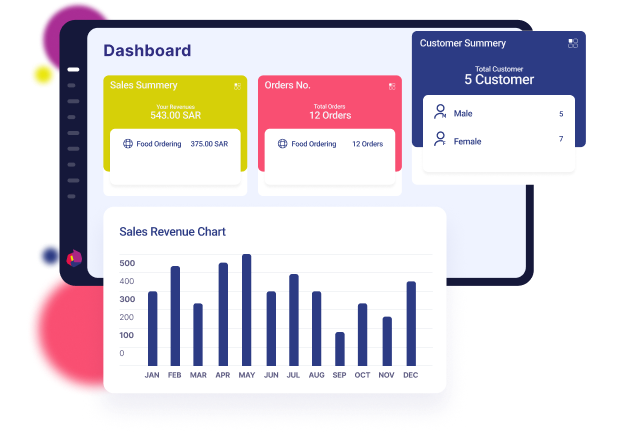 Dashboard
Customer Summery
Total Customer
5 Customer
Male 5
Female 7
Sales Summery
Your Revenues
543.00 SAR
Food Ordering 375.00 SAR
Orders No.
Total Orders
12 Orders
Food Ordering 12 Orders
Sales Revenue Chart
500
400
300
200
100
0
JAN FEB MAR APR MAY JUN JUL AUG SEP OCT NOV DEC